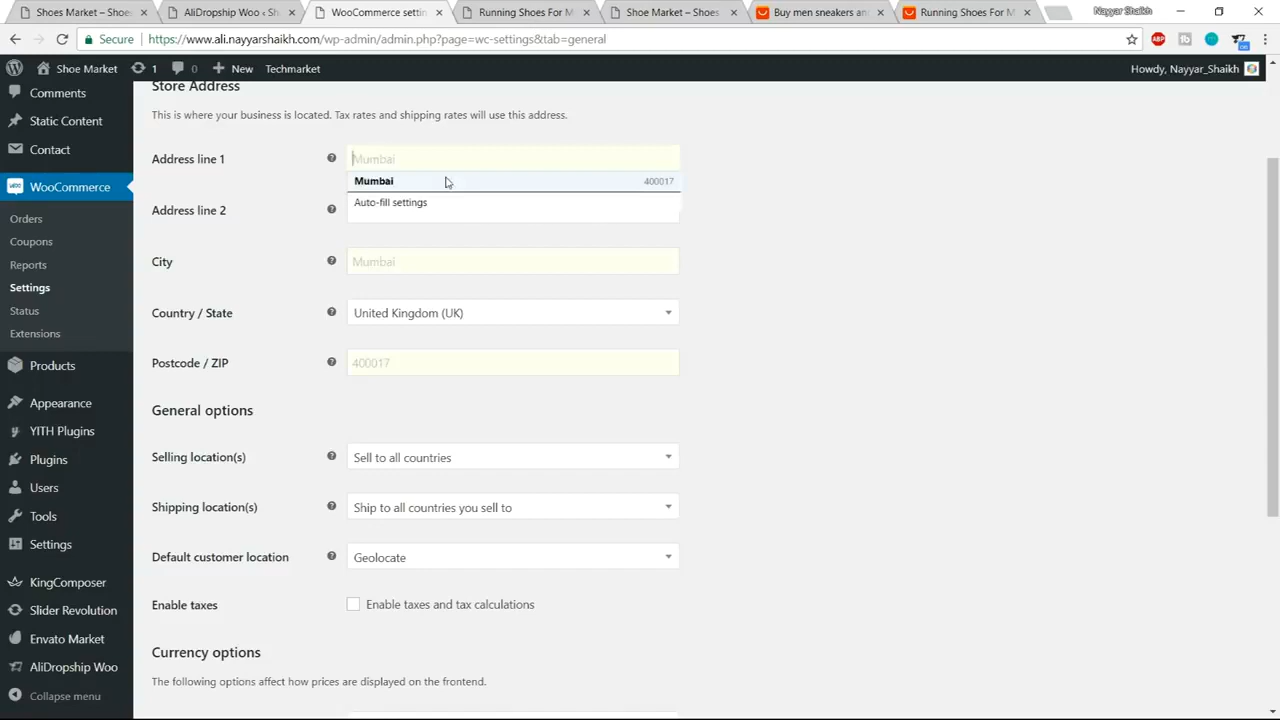 Shoes Market – Shoes
AliDropship Woo ‹ Sh
WooCommerce settin
Running Shoes For M
Shoe Market – Shoes
Buy men sneakers an
Running Shoes For M
Nayyar Shaikh
Secure
https://www.ali.nayyarshaikh.com/wp-admin/admin.php?page=wc-settings&tab=general
ABP
Shoe Market
1
0
New
Techmarket
Howdy, Nayyar_Shaikh
Comments
Static Content
Contact
WooCommerce
Orders
Coupons
Reports
Settings
Status
Extensions
Products
Appearance
YITH Plugins
Plugins
Users
Tools
Settings
KingComposer
Slider Revolution
Envato Market
AliDropship Woo
Collapse menu
Store Address
This is where your business is located. Tax rates and shipping rates will use this address.
Address line 1
Mumbai
Mumbai 400017
Auto-fill settings
Address line 2
City
Mumbai
Country / State
United Kingdom (UK)
Postcode / ZIP
400017
General options
Selling location(s)
Sell to all countries
Shipping location(s)
Ship to all countries you sell to
Default customer location
Geolocate
Enable taxes
Enable taxes and tax calculations
Currency options
The following options affect how prices are displayed on the frontend.